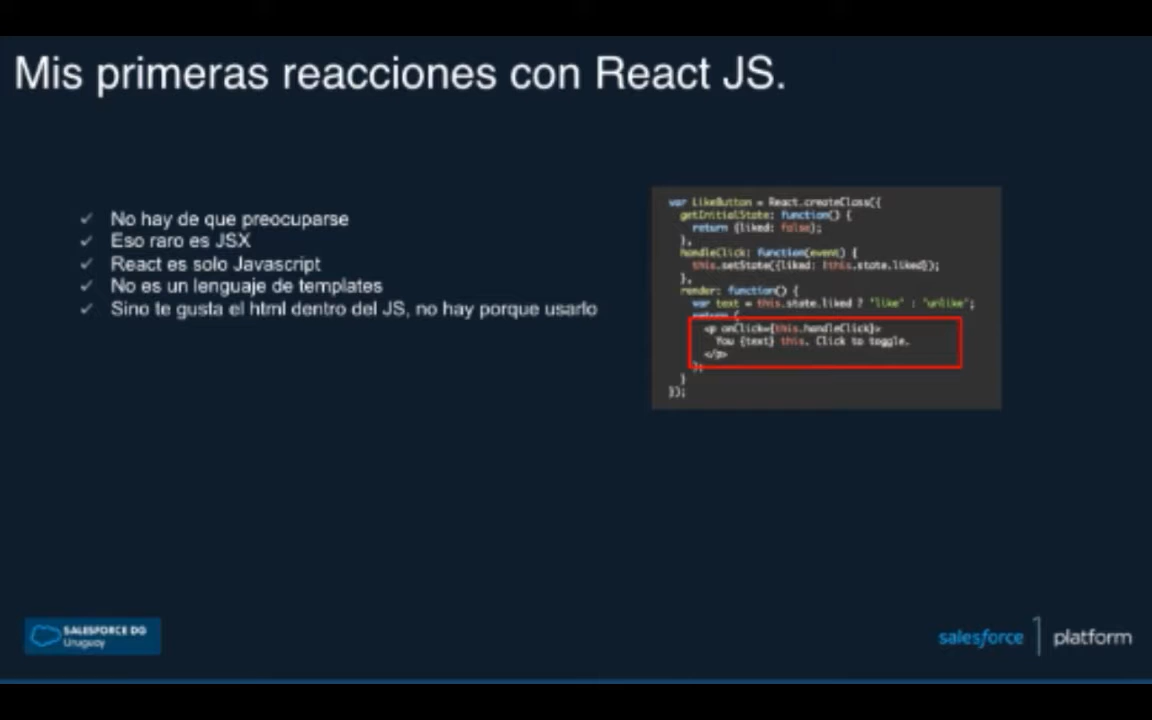 Mis primeras reacciones con React JS.
No hay de que preocuparse
Eso raro es JSX
React es solo Javascript
No es un lenguaje de templates
Sino te gusta el html dentro del JS, no hay porque usarlo
var LikeButton = React.createClass({
getInitialState: function() {
return {liked: false};
},
handleClick: function(event) {
this.setState({liked: !this.state.liked});
},
render: function() {
var text = this.state.liked ? 'like' : 'unlike';
return (
<p onClick={this.handleClick}>
You {text} this. Click to toggle.
</p>
);
}
});
SALESFORCE DG
Uruguay
salesforce platform